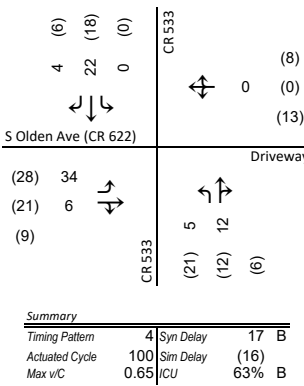 (6) (18) (0)
4 22 0
CR 533
(8)
0 (0)
(13)
S Olden Ave (CR 622)
Driveway
(28) 34
(21) 6
(9)
CR 533
5 12
(21) (12) (6)
Summary
Timing Pattern 4 Syn Delay 17 B
Actuated Cycle 100 Sim Delay (16)
Max v/C 0.65 ICU 63% B